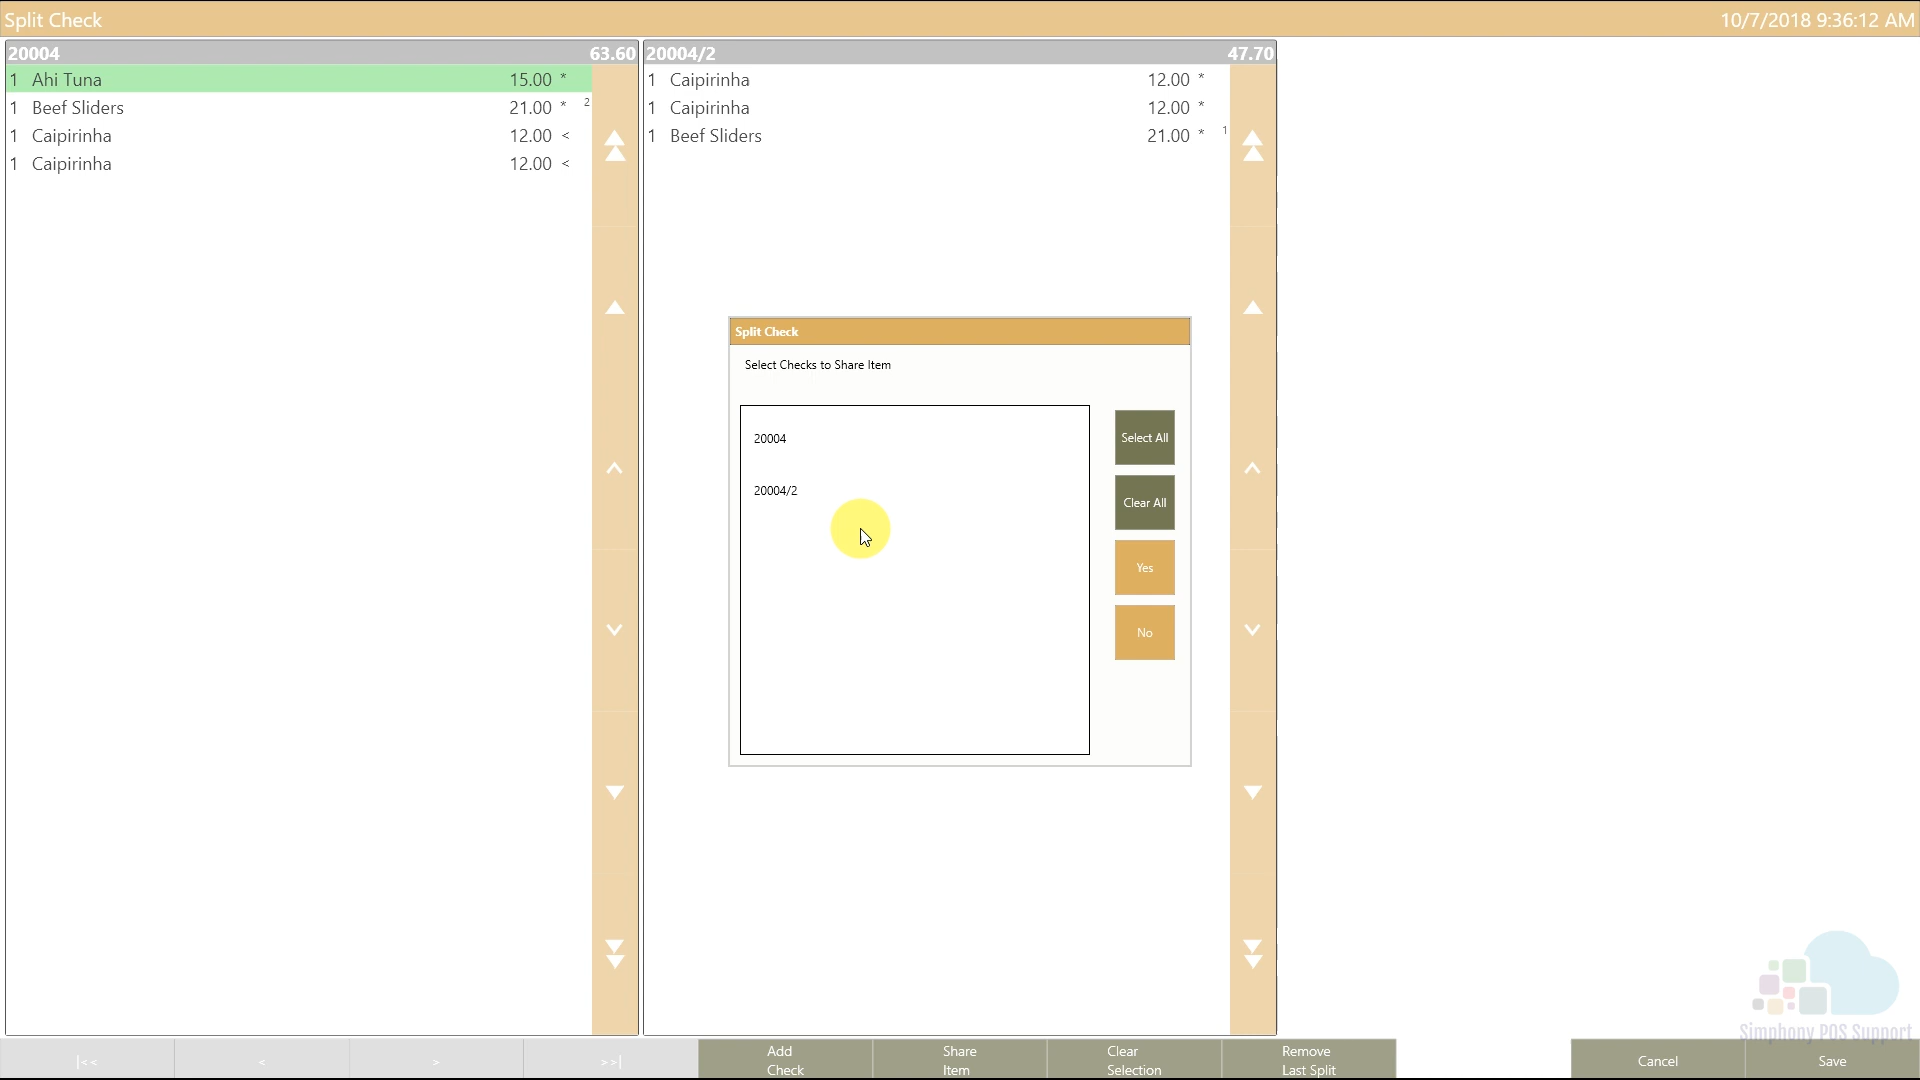 Split Check 10/7/2018 9:36:12 AM
20004 63.60
1 Ahi Tuna 15.00 *
1 Beef Sliders 21.00 * 2
1 Caipirinha 12.00 <
1 Caipirinha 12.00 <
20004/2 47.70
1 Caipirinha 12.00 *
1 Caipirinha 12.00 *
1 Beef Sliders 21.00 * 1
Split Check
Select Checks to Share Item
20004
20004/2
Select All
Clear All
Yes
No
Simphony POS Support
|<< < > >>|
Add
Check
Share
Item
Clear
Selection
Remove
Last Split
Cancel
Save